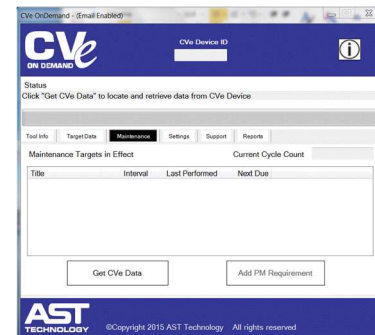 CVe OnDemand - (Email Enabled)
CVe
ON DEMAND
CVe Device ID
i
Status
Click "Get CVe Data" to locate and retrieve data from CVe Device
Tool Info Target Data Maintenance Settings Support Reports
Maintenance Targets in Effect Current Cycle Count
Title Interval Last Performed Next Due
Get CVe Data Add PM Requirement
AST
TECHNOLOGY ©Copyright 2015 AST Technology All rights reserved